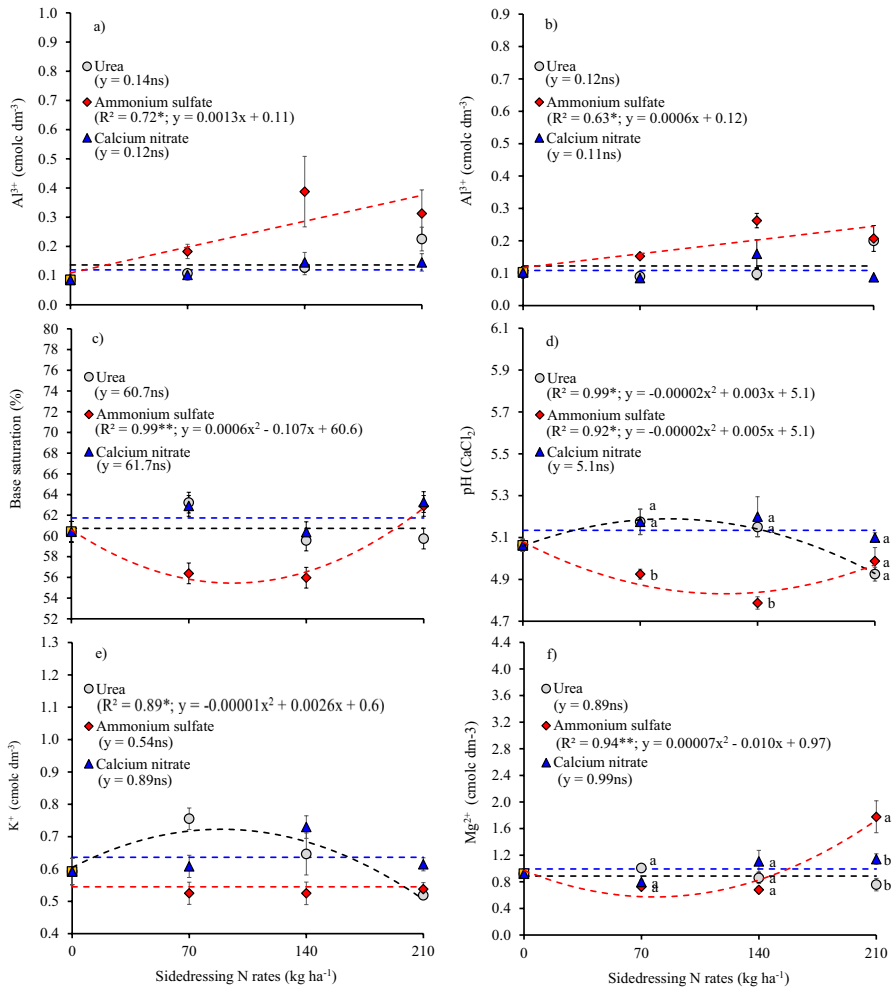 a)
Al³⁺ (cmolc dm⁻³)
1.0
0.9
0.8
0.7
0.6
0.5
0.4
0.3
0.2
0.1
0.0
Urea
(y = 0.14ns)
Ammonium sulfate
(R² = 0.72*; y = 0.0013x + 0.11)
Calcium nitrate
(y = 0.12ns)
b)
Al³⁺ (cmolc dm⁻³)
1.0
0.9
0.8
0.7
0.6
0.5
0.4
0.3
0.2
0.1
0.0
Urea
(y = 0.12ns)
Ammonium sulfate
(R² = 0.63*; y = 0.0006x + 0.12)
Calcium nitrate
(y = 0.11ns)
c)
Base saturation (%)
80
78
76
74
72
70
68
66
64
62
60
58
56
54
52
Urea
(y = 60.7ns)
Ammonium sulfate
(R² = 0.99**; y = 0.0006x² - 0.107x + 60.6)
Calcium nitrate
(y = 61.7ns)
d)
pH (CaCl₂)
6.1
5.9
5.7
5.5
5.3
5.1
4.9
4.7
Urea
(R² = 0.99*; y = -0.00002x² + 0.003x + 5.1)
Ammonium sulfate
(R² = 0.92*; y = -0.00002x² + 0.005x + 5.1)
Calcium nitrate
(y = 5.1ns)
a
a
b
a
a
b
a
a
a
e)
K⁺ (cmolc dm⁻³)
1.3
1.2
1.1
1.0
0.9
0.8
0.7
0.6
0.5
0.4
Urea
(R² = 0.89*; y = -0.00001x² + 0.0026x + 0.6)
Ammonium sulfate
(y = 0.54ns)
Calcium nitrate
(y = 0.89ns)
0
70
140
210
Sidedressing N rates (kg ha⁻¹)
f)
Mg²⁺ (cmolc dm-3)
4.4
4.0
3.6
3.2
2.8
2.4
2.0
1.6
1.2
0.8
0.4
0.0
Urea
(y = 0.89ns)
Ammonium sulfate
(R² = 0.94**; y = 0.00007x² - 0.010x + 0.97)
Calcium nitrate
(y = 0.99ns)
a
a
a
a
a
a
a
b
b
0
70
140
210
Sidedressing N rates (kg ha⁻¹)